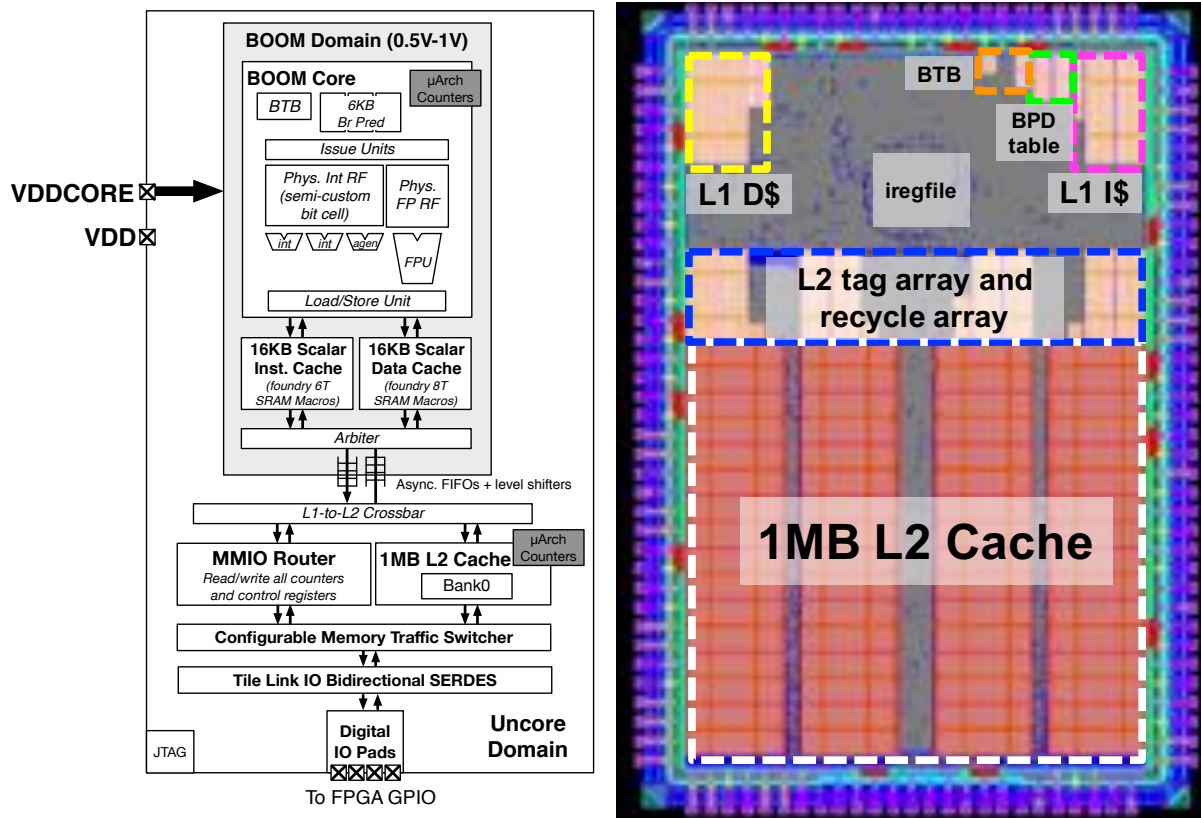 BOOM Domain (0.5V-1V)
BOOM Core
µArch
Counters
BTB
6KB
Br Pred
Issue Units
Phys. Int RF
(semi-custom
bit cell)
Phys.
FP RF
int
int
agen
FPU
Load/Store Unit
VDDCORE
VDD
16KB Scalar
Inst. Cache
(foundry 6T
SRAM Macros)
16KB Scalar
Data Cache
(foundry 8T
SRAM Macros)
Arbiter
Async. FIFOs + level shifters
L1-to-L2 Crossbar
MMIO Router
Read/write all counters
and control registers
µArch
Counters
1MB L2 Cache
Bank0
Configurable Memory Traffic Switcher
Tile Link IO Bidirectional SERDES
Digital
IO Pads
Uncore
Domain
JTAG
To FPGA GPIO
BTB
BPD
table
L1 D$
iregfile
L1 I$
L2 tag array and
recycle array
1MB L2 Cache